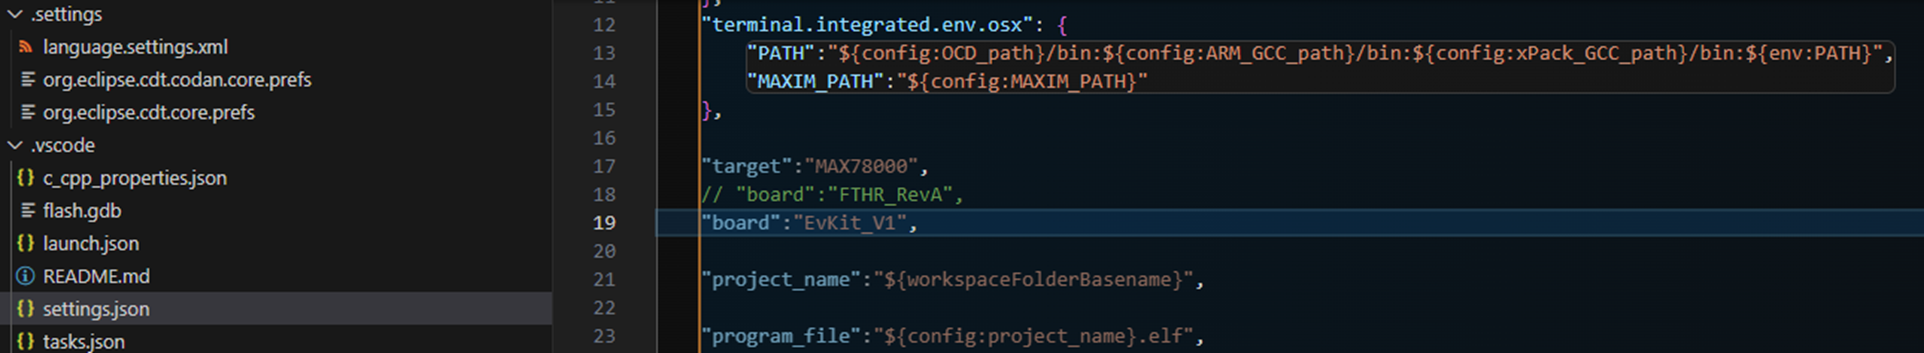 .settings
language.settings.xml
org.eclipse.cdt.codan.core.prefs
org.eclipse.cdt.core.prefs
.vscode
{} c_cpp_properties.json
flash.gdb
{} launch.json
README.md
{} settings.json
{} tasks.json
12 "terminal.integrated.env.osx": {
13 "PATH":"${config:OCD_path}/bin:${config:ARM_GCC_path}/bin:${config:xPack_GCC_path}/bin:${env:PATH}",
14 "MAXIM_PATH":"${config:MAXIM_PATH}"
15 },
16
17 "target":"MAX78000",
18 // "board":"FTHR_RevA",
19 "board":"EvKit_V1",
20
21 "project_name":"${workspaceFolderBasename}",
22
23 "program_file":"${config:project_name}.elf",